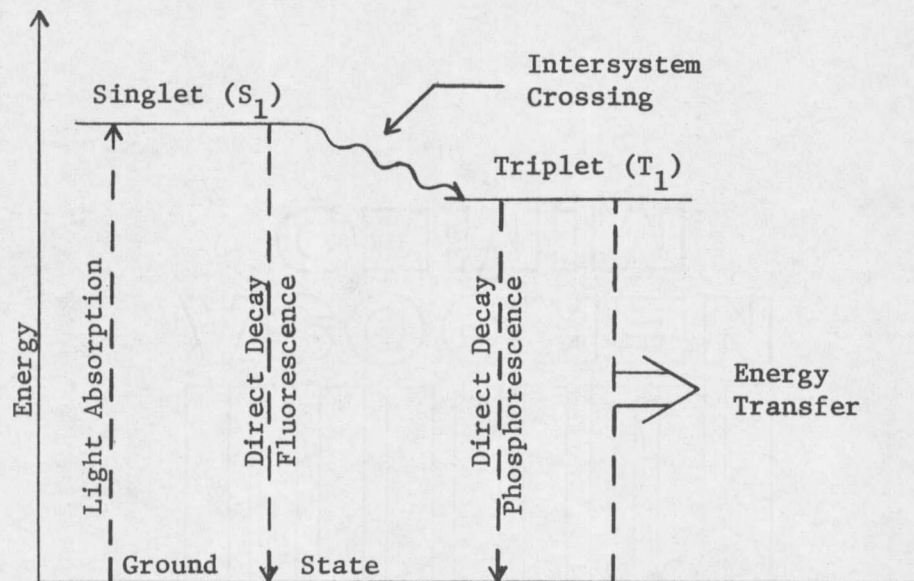 Intersystem
Crossing
Singlet (S1)
Triplet (T1)
Energy
Light Absorption
Direct Decay
Fluorescence
Direct Decay
Phosphorescence
Energy
Transfer
Ground State